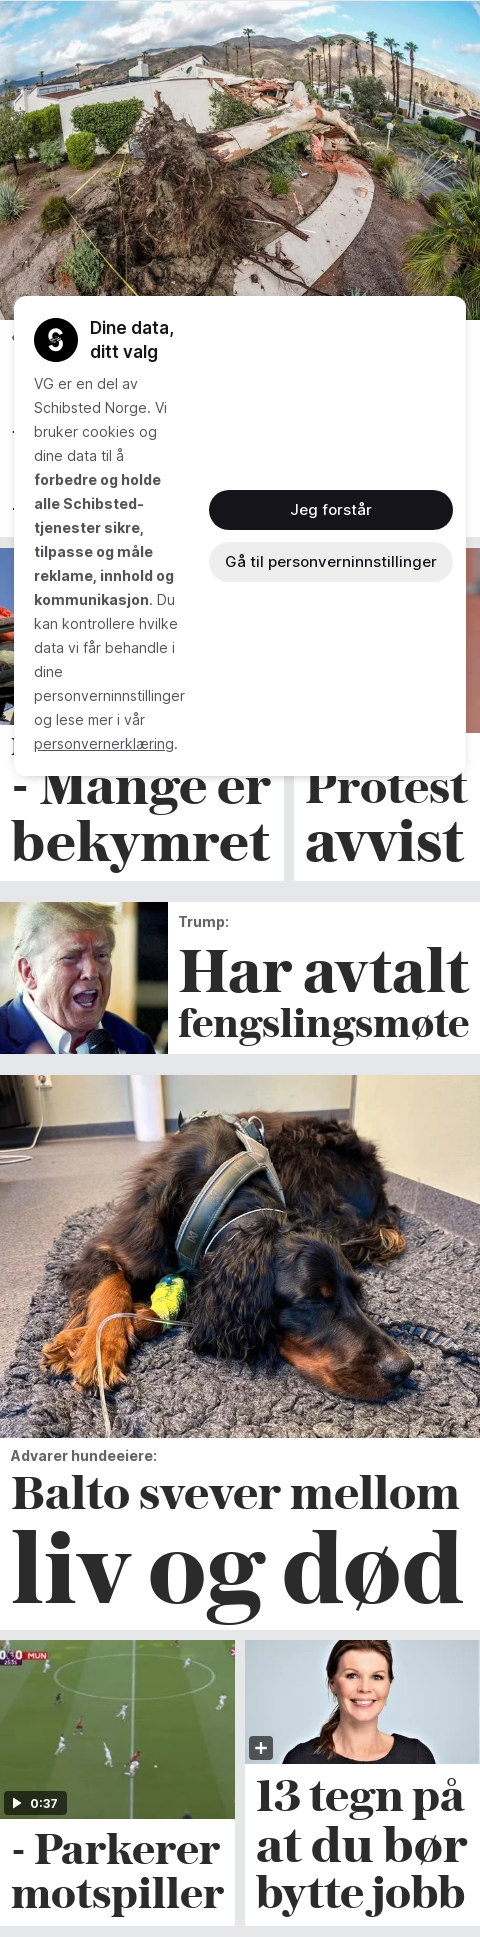 Dine data,
ditt valg
VG er en del av
Schibsted Norge. Vi
bruker cookies og
dine data til å
forbedre og holde
alle Schibsted-
tjenester sikre,
tilpasse og måle
reklame, innhold og
kommunikasjon. Du
kan kontrollere hvilke
data vi får behandle i
dine
personverninnstillinger
og lese mer i vår
personvernerklæring.
Jeg forstår
Gå til personverninnstillinger
- Mange er
bekymret
Protest
avvist
Trump:
Har avtalt
fengslingsmøte
Advarer hundeeiere:
Balto svever mellom
liv og død
MUN
0:37
- Parkerer
motspiller
13 tegn på
at du bør
bytte jobb